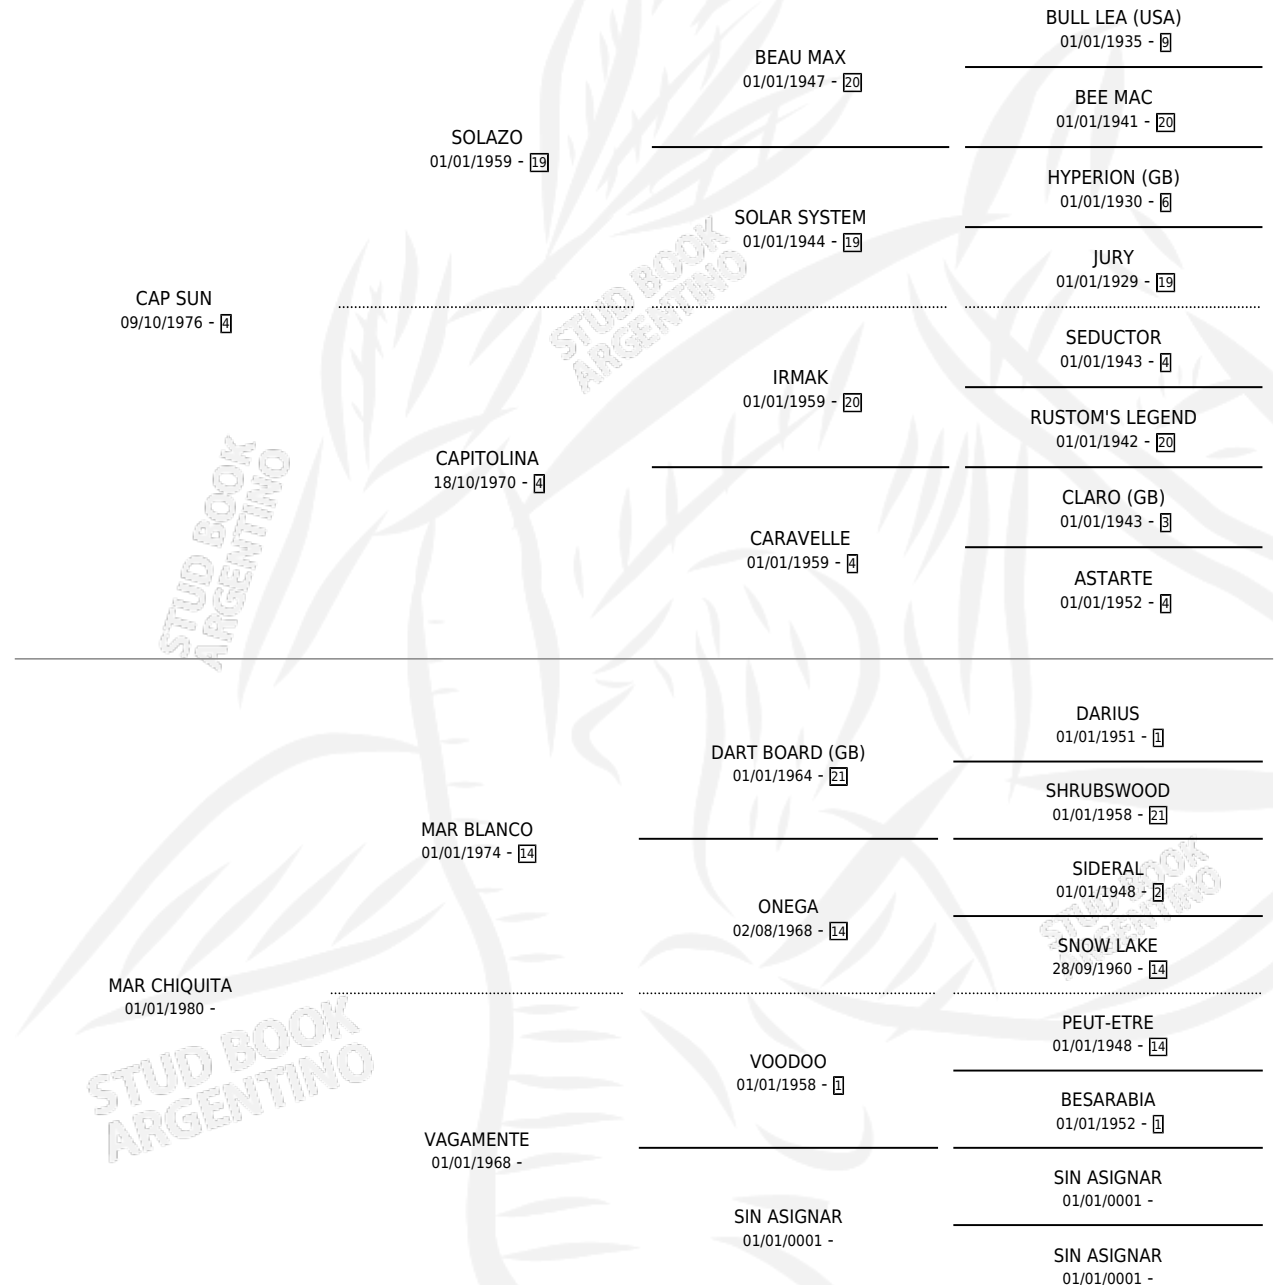 BULL LEA (USA)
01/01/1935 - 9
BEAU MAX
01/01/1947 - 20
BEE MAC
01/01/1941 - 20
SOLAZO
01/01/1959 - 19
HYPERION (GB)
01/01/1930 - 6
SOLAR SYSTEM
01/01/1944 - 19
JURY
01/01/1929 - 19
CAP SUN
09/10/1976 - 4
SEDUCTOR
01/01/1943 - 4
IRMAK
01/01/1959 - 20
RUSTOM'S LEGEND
01/01/1942 - 20
CAPITOLINA
18/10/1970 - 4
CLARO (GB)
01/01/1943 - 3
CARAVELLE
01/01/1959 - 4
ASTARTE
01/01/1952 - 4
DARIUS
01/01/1951 - 1
DART BOARD (GB)
01/01/1964 - 21
SHRUBSWOOD
01/01/1958 - 21
MAR BLANCO
01/01/1974 - 14
SIDERAL
01/01/1948 - 2
ONEGA
02/08/1968 - 14
SNOW LAKE
28/09/1960 - 14
MAR CHIQUITA
01/01/1980 -
PEUT-ETRE
01/01/1948 - 14
VOODOO
01/01/1958 - 1
BESARABIA
01/01/1952 - 1
VAGAMENTE
01/01/1968 -
SIN ASIGNAR
01/01/0001 -
SIN ASIGNAR
01/01/0001 -
SIN ASIGNAR
01/01/0001 -
STUD BOOK
ARGENTINO
STUD BOOK
ARGENTINO
STUD BOOK
ARGENTINO
STUD BOOK
ARGENTINO